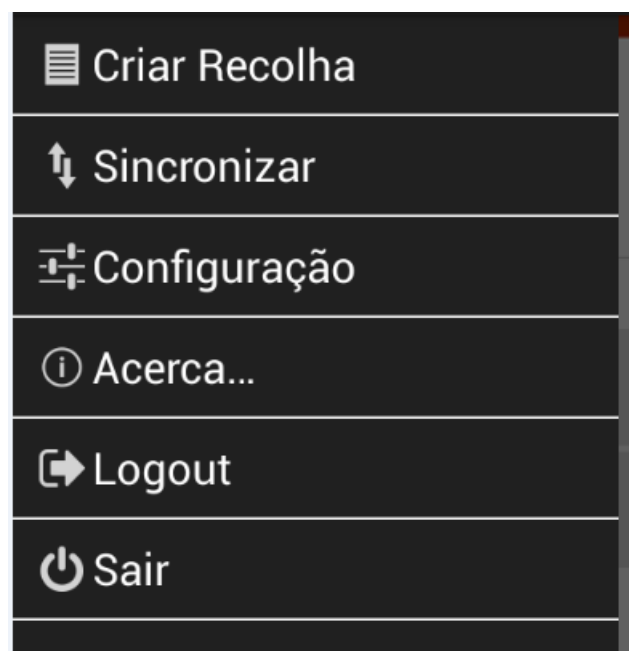 Criar Recolha
Sincronizar
Configuração
Acerca...
Logout
Sair